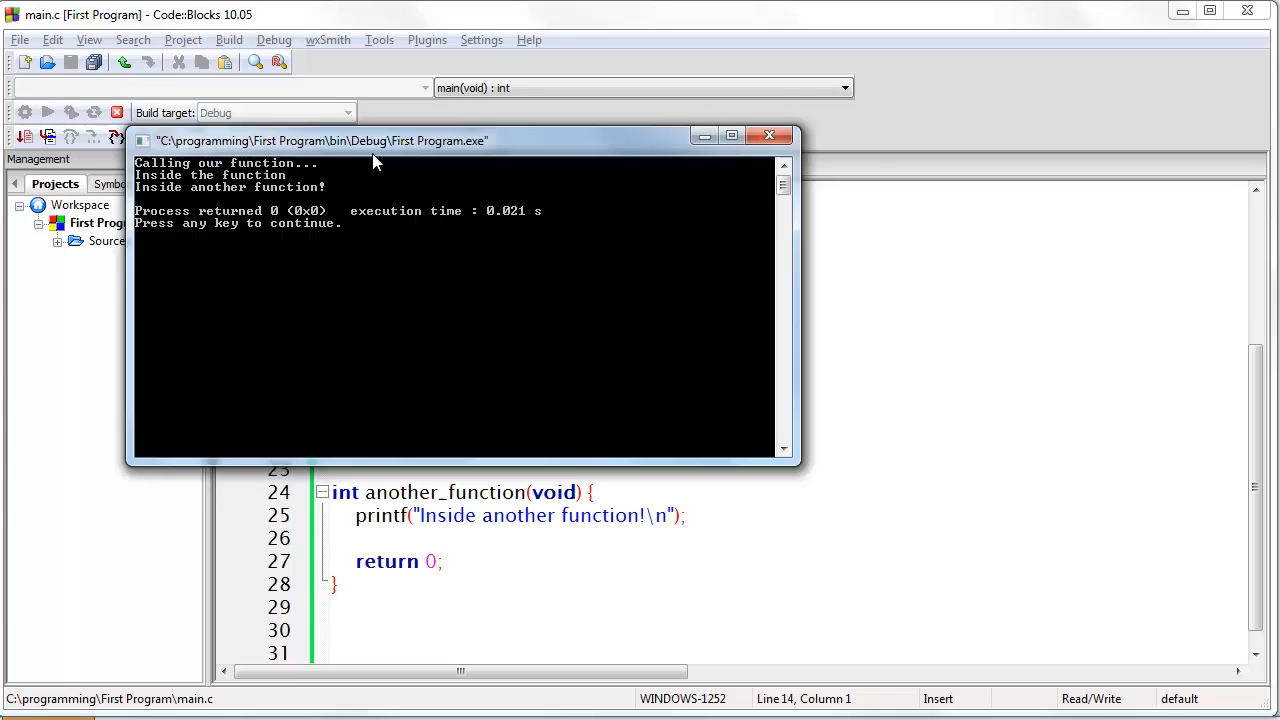 main.c [First Program] - Code::Blocks 10.05
File Edit View Search Project Build Debug wxSmith Tools Plugins Settings Help
main(void) : int
Build target: Debug
"C:\programming\First Program\bin\Debug\First Program.exe"
Management
Calling our function...
Inside the function
Inside another function!
Projects
Workspace
Process returned 0 (0x0)   execution time : 0.021 s
Press any key to continue.
23
24 int another_function(void) {
25 printf("Inside another function!\n");
26
27 return 0;
28 }
29
30
31
C:\programming\First Program\main.c WINDOWS-1252 Line 14, Column 1 Insert Read/Write default